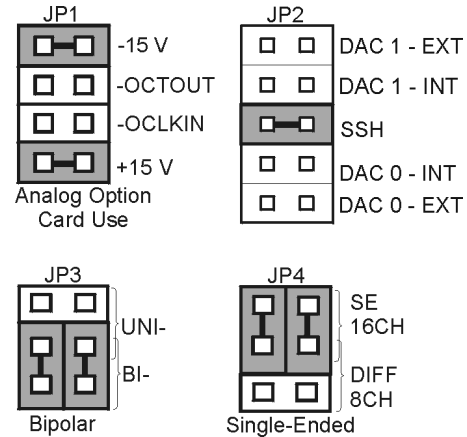 JP1
-15 V
-OCTOUT
-OCLKIN
+15 V
Analog Option
Card Use
JP2
DAC 1 - EXT
DAC 1 - INT
SSH
DAC 0 - INT
DAC 0 - EXT
JP3
UNI-
BI-
Bipolar
JP4
SE
16CH
DIFF
8CH
Single-Ended